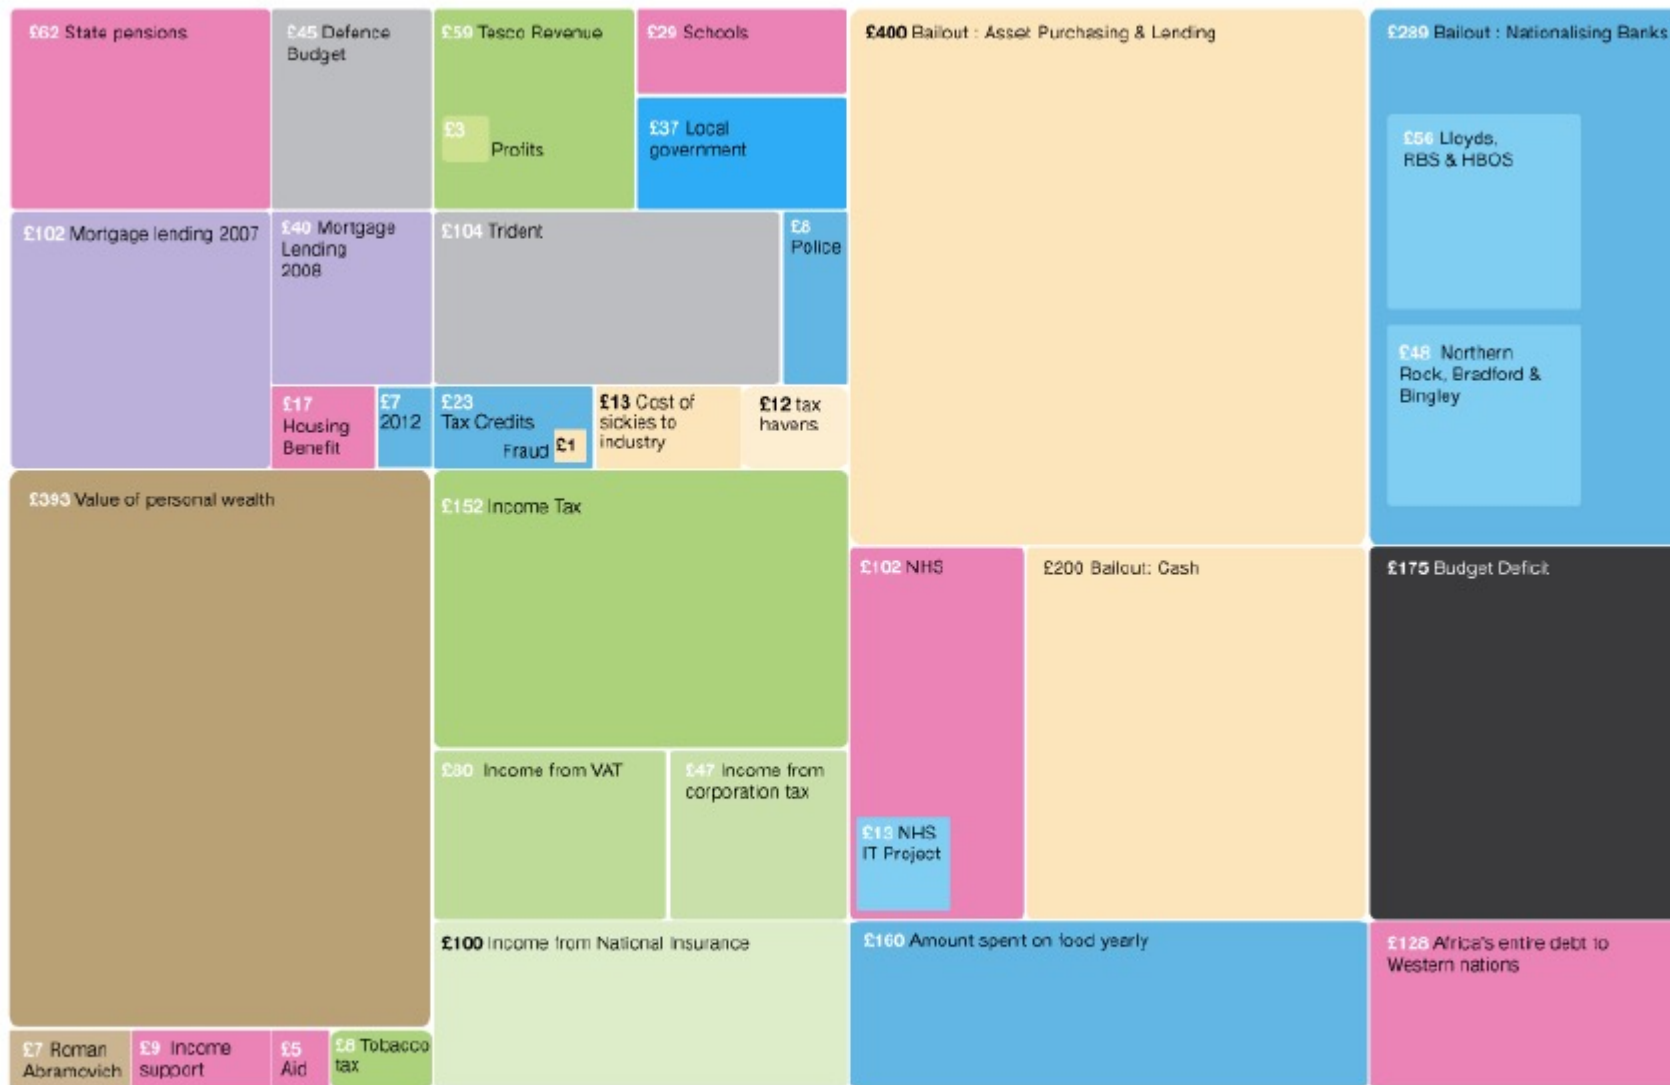 £62 State pensions
£45 Defence
Budget
£59 Tesco Revenue
£3
Profits
£29 Schools
£37 Local
government
£400 Bailout : Asset Purchasing & Lending
£289 Bailout : Nationalising Banks
£56 Lloyds,
RBS & HBOS
£48 Northern
Rock, Bradford &
Bingley
£102 Mortgage lending 2007
£40 Mortgage
Lending
2008
£104 Trident
£8
Police
£17
Housing
Benefit
£7
2012
£23
Tax Credits
Fraud £1
£13 Cost of
sickies to
industry
£12 tax
havens
£393 Value of personal wealth
£152 Income Tax
£102 NHS
£13 NHS
IT Project
£200 Bailout: Cash
£175 Budget Deficit
£80 Income from VAT
£47 Income from
corporation tax
£100 Income from National Insurance
£160 Amount spent on food yearly
£128 Africa's entire debt to
Western nations
£7 Roman
Abramovich
£9 Income
support
£5
Aid
£8 Tobacco
tax